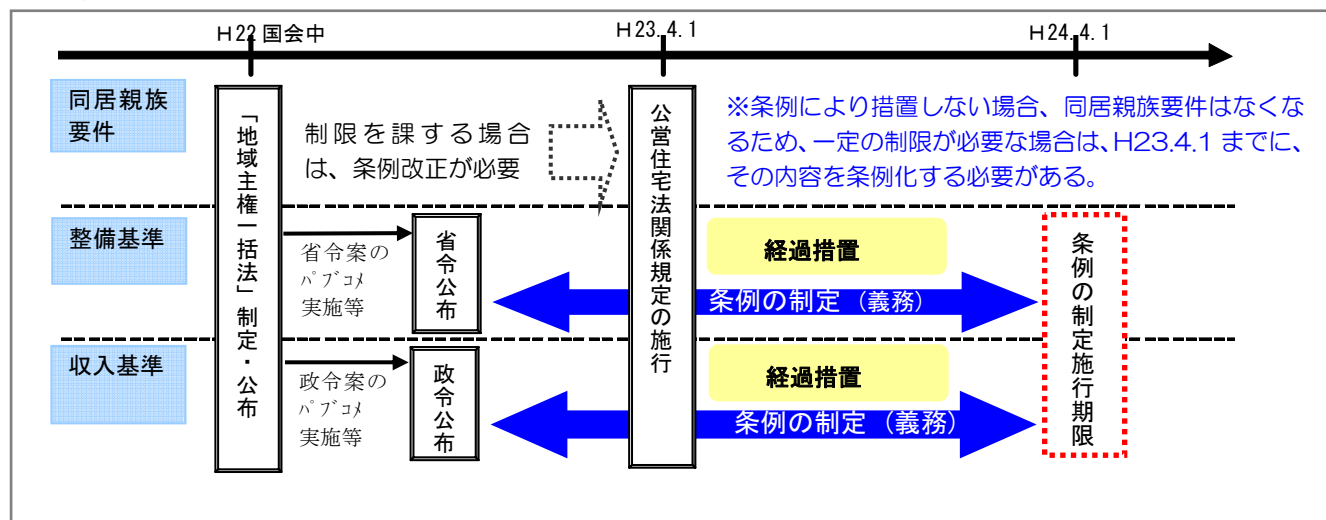 H22 国会中
H23.4.1
H24.4.1
同居親族
要件
「地域主権一括法」制定・公布
制限を課する場合
は、条例改正が必要
公営住宅法関係規定の施行
※条例により措置しない場合、同居親族要件はなくな
るため、一定の制限が必要な場合は、H23.4.1 までに、
その内容を条例化する必要がある。
整備基準
省令案の
ﾊﾟﾌﾞｺﾒ
実施等
省令公布
経過措置
条例の制定（義務）
条例の制定施行期限
収入基準
政令案の
ﾊﾟﾌﾞｺﾒ
実施等
政令公布
経過措置
条例の制定（義務）